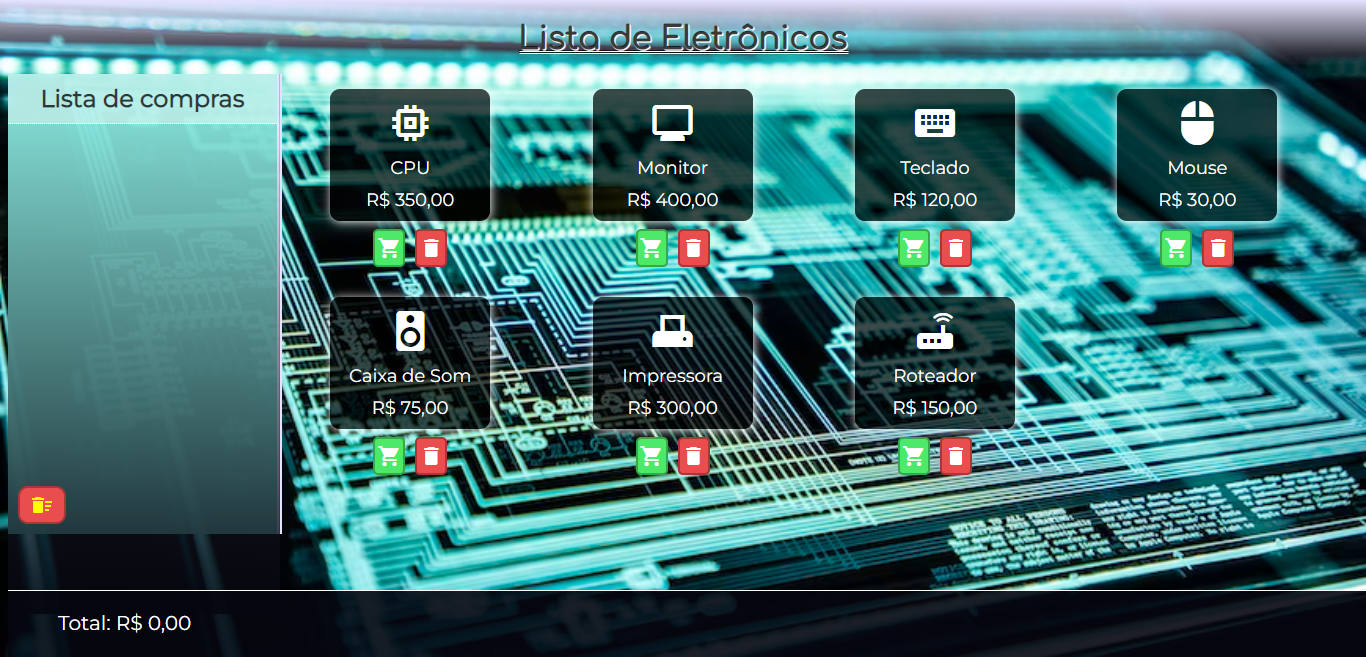 Lista de Eletrônicos
Lista de compras
CPU
R$ 350,00
Monitor
R$ 400,00
Teclado
R$ 120,00
Mouse
R$ 30,00
Caixa de Som
R$ 75,00
Impressora
R$ 300,00
Roteador
R$ 150,00
Total: R$ 0,00